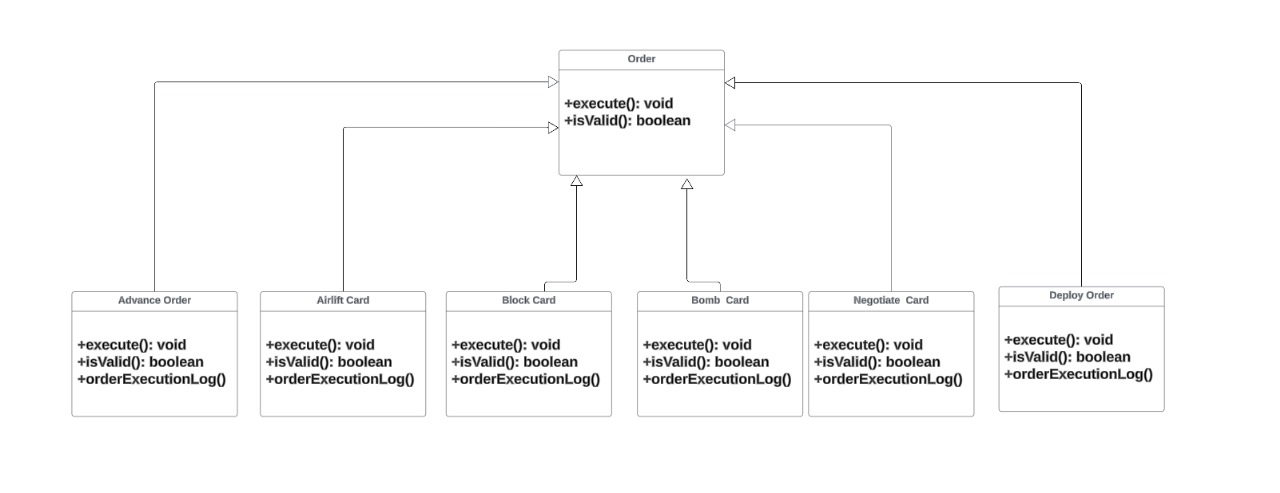 Order
+execute(): void
+isValid(): boolean
Advance Order
+execute(): void
+isValid(): boolean
+orderExecutionLog()
Airlift Card
+execute(): void
+isValid(): boolean
+orderExecutionLog()
Block Card
+execute(): void
+isValid(): boolean
+orderExecutionLog()
Bomb Card
+execute(): void
+isValid(): boolean
+orderExecutionLog()
Negotiate Card
+execute(): void
+isValid(): boolean
+orderExecutionLog()
Deploy Order
+execute(): void
+isValid(): boolean
+orderExecutionLog()